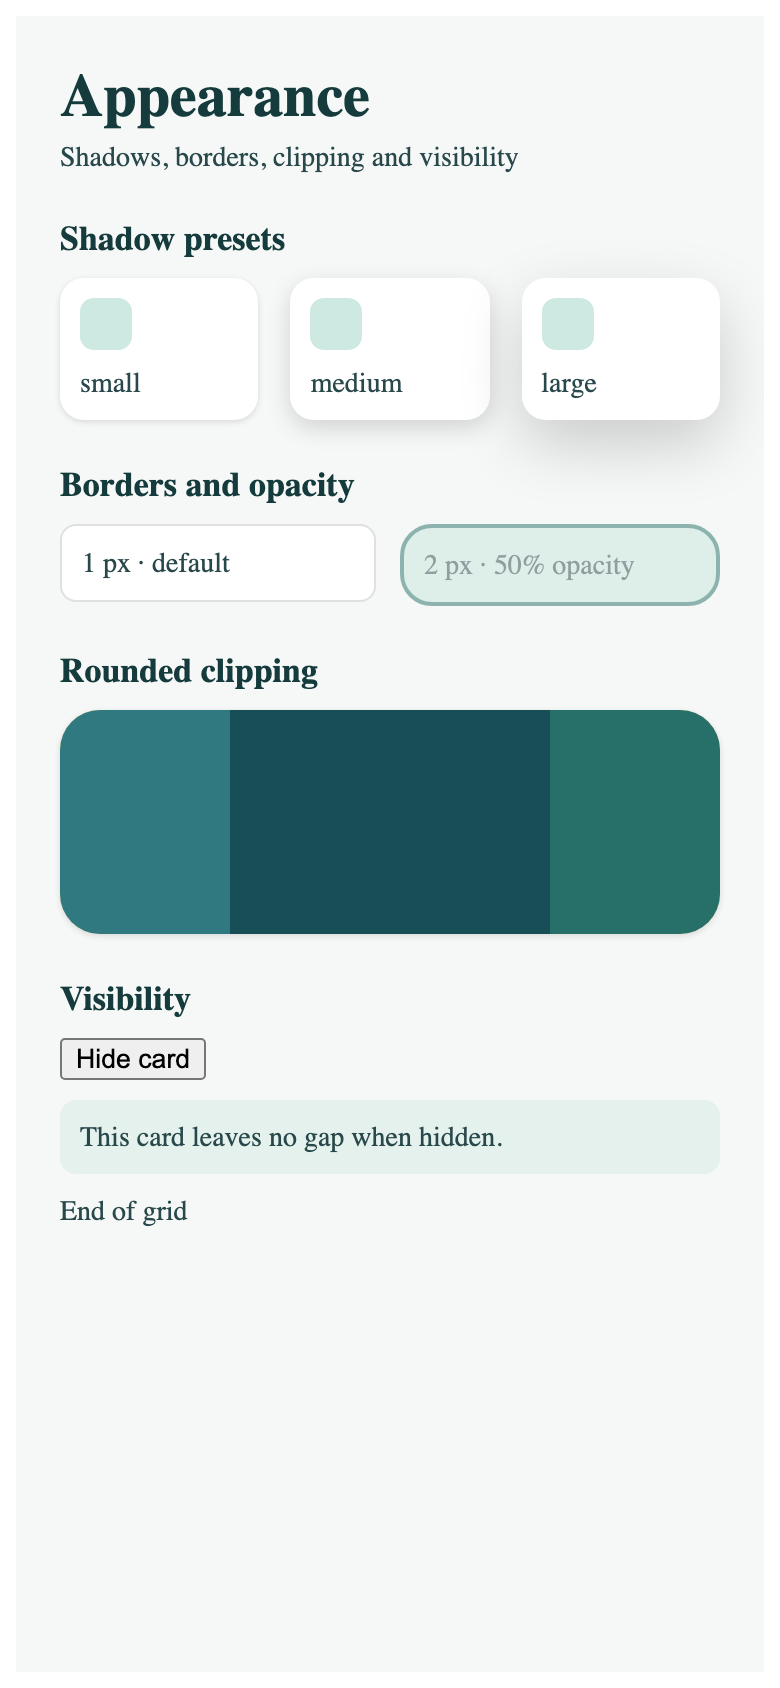 Appearance
Shadows, borders, clipping and visibility
Shadow presets
small
medium
large
Borders and opacity
1 px · default
2 px · 50% opacity
Rounded clipping
Visibility
Hide card
This card leaves no gap when hidden.
End of grid